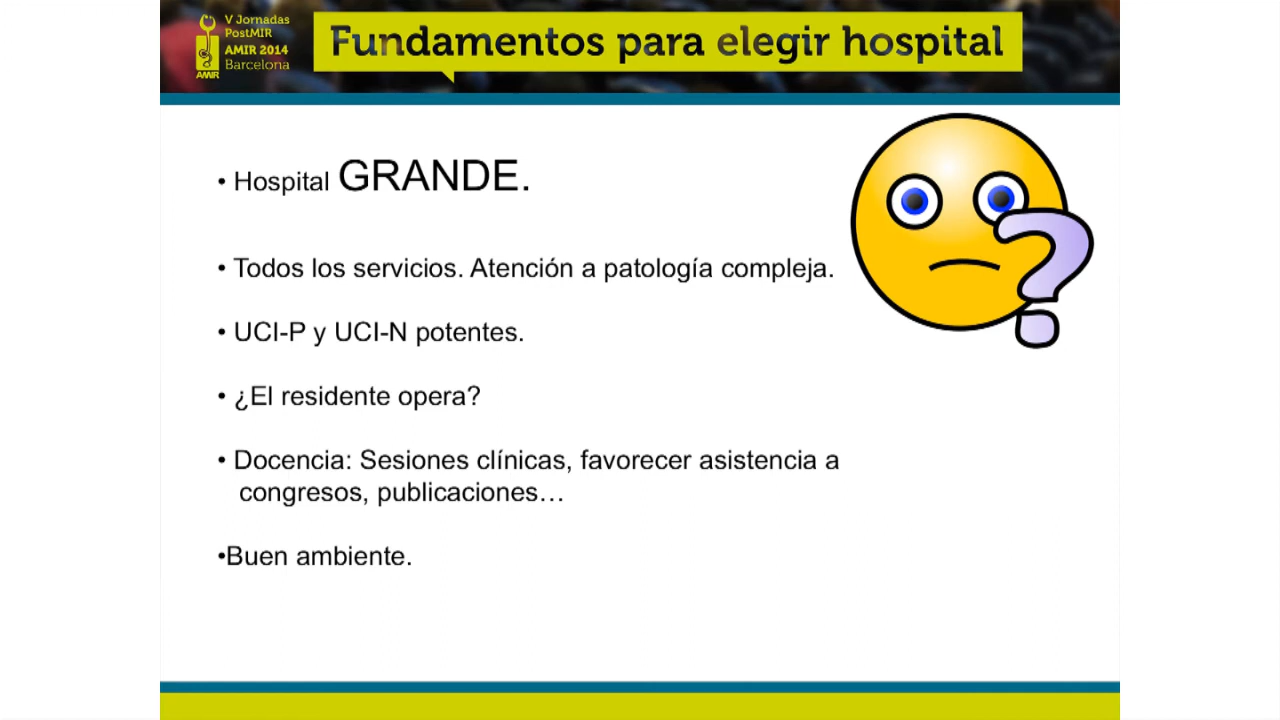 V Jornadas
PostMIR
AMIR 2014
Barcelona
AMIR
Fundamentos para elegir hospital
• Hospital GRANDE.
• Todos los servicios. Atención a patología compleja.
• UCI-P y UCI-N potentes.
• ¿El residente opera?
• Docencia: Sesiones clínicas, favorecer asistencia a
congresos, publicaciones…
•Buen ambiente.
?